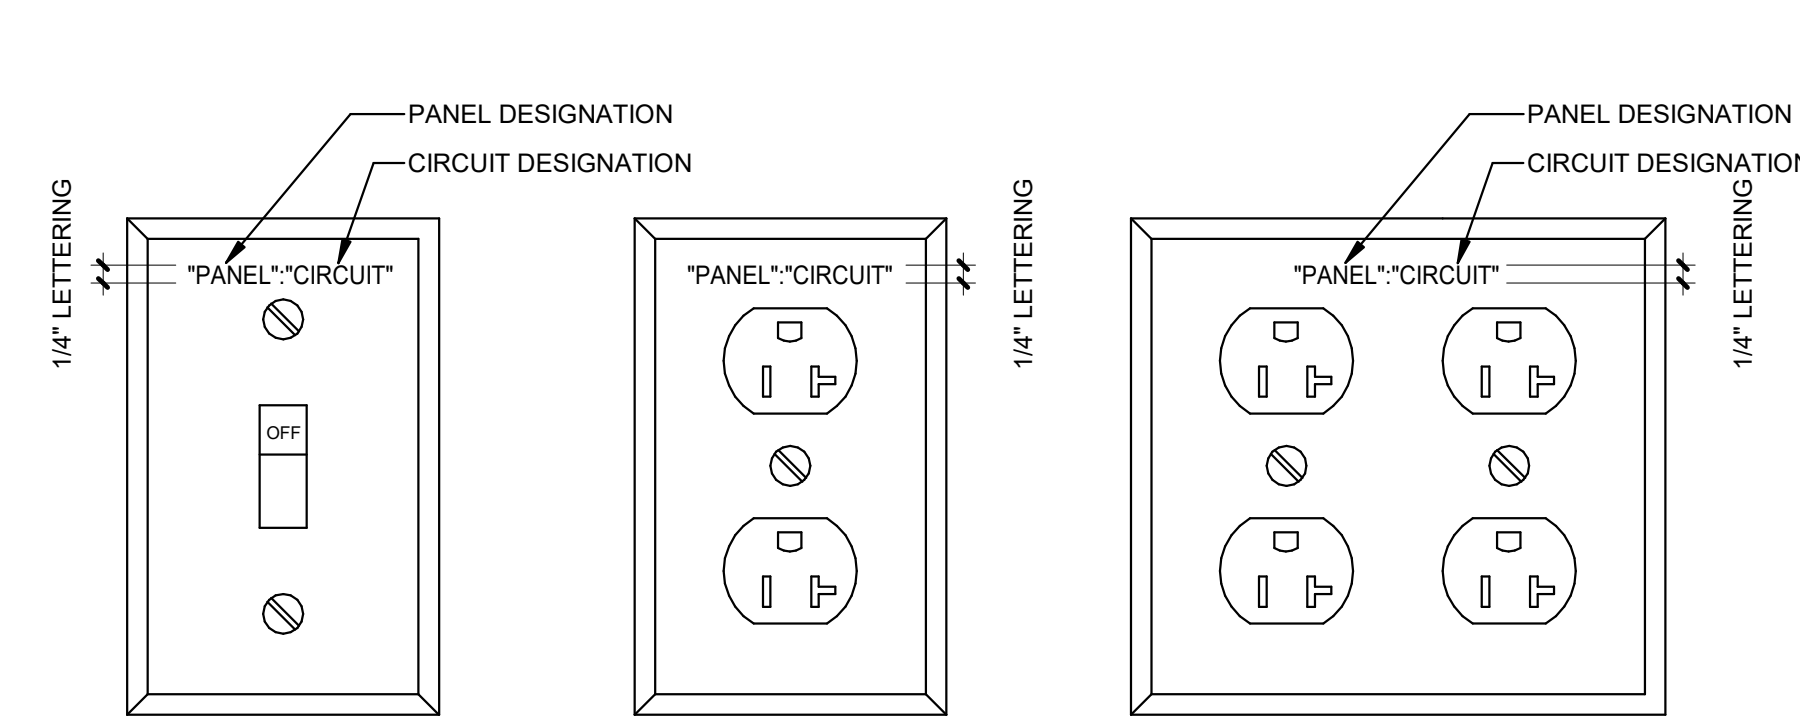 PANEL DESIGNATION
CIRCUIT DESIGNATION
1/4" LETTERING
"PANEL":"CIRCUIT"
OFF
"PANEL":"CIRCUIT"
1/4" LETTERING
PANEL DESIGNATION
CIRCUIT DESIGNATION
"PANEL":"CIRCUIT"
1/4" LETTERING